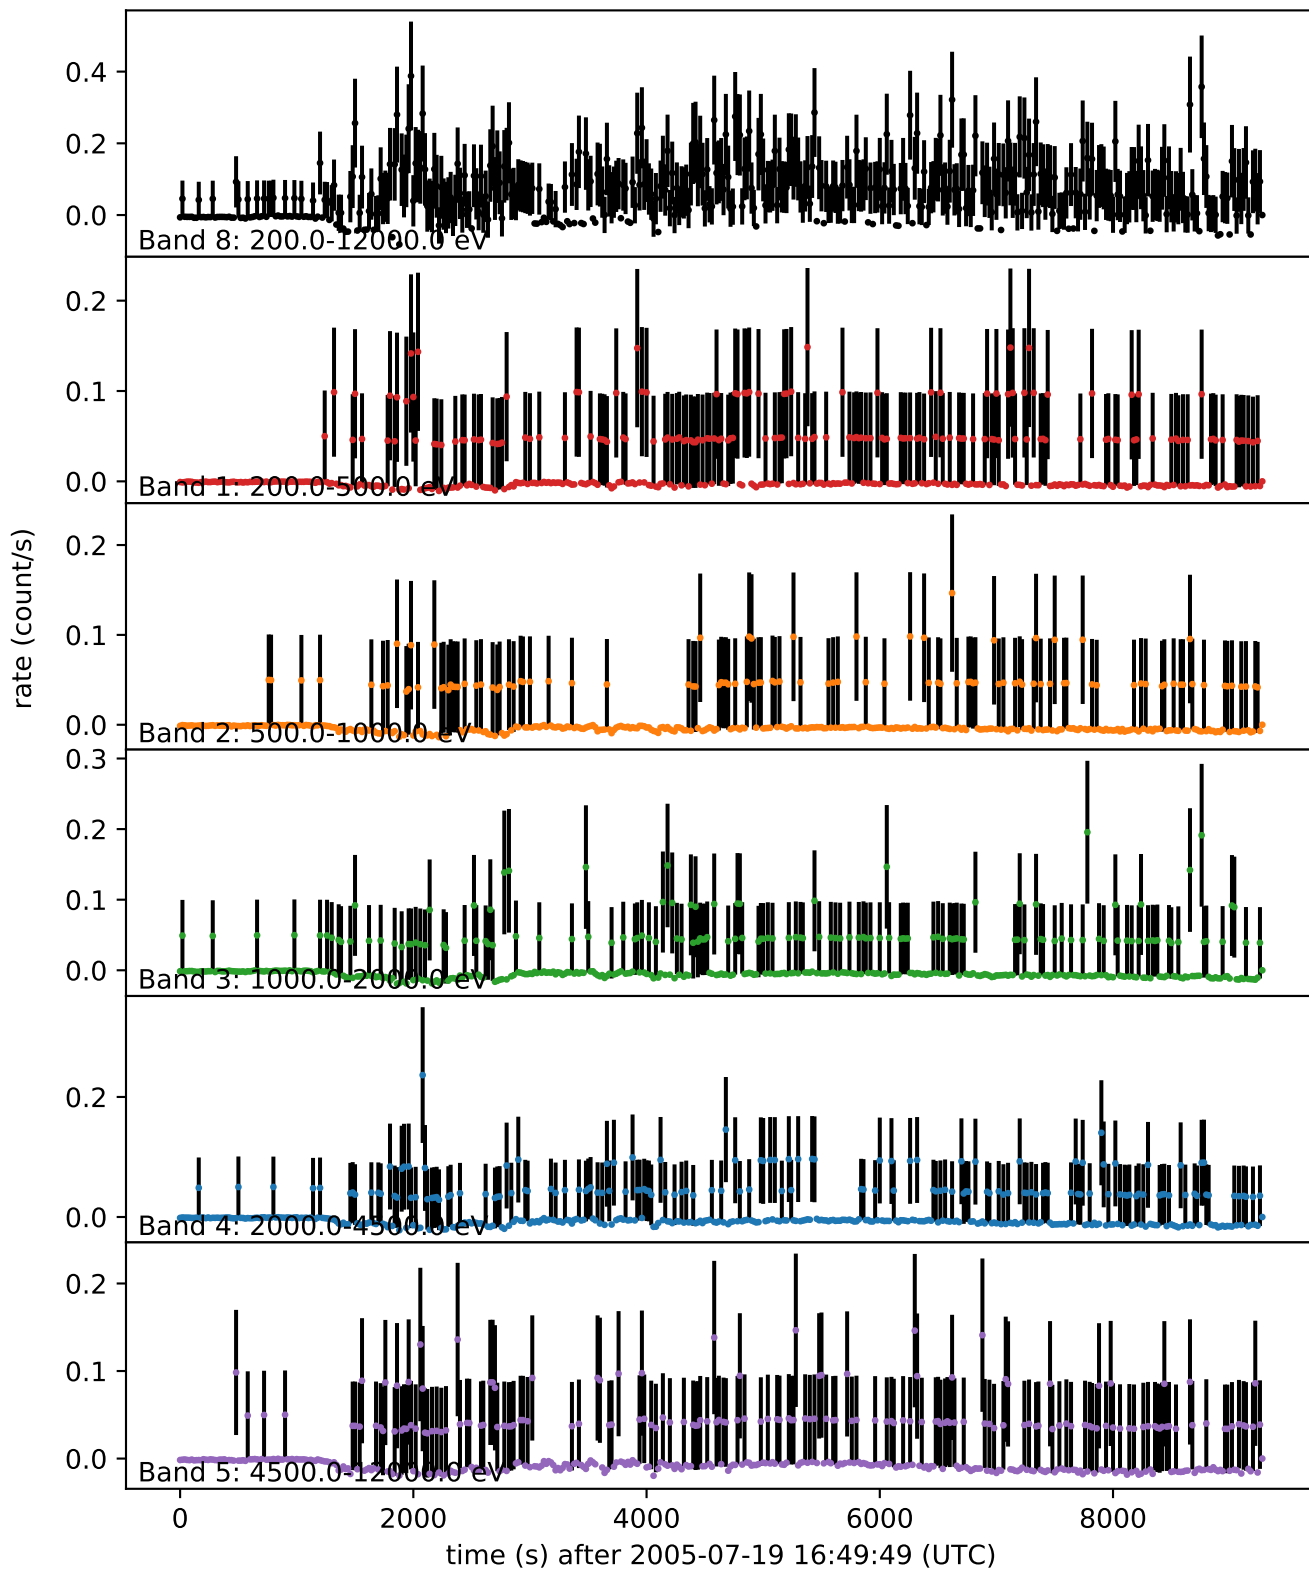 0.4
0.2
0.0
Band 8: 200.0-12000.0 eV
0.2
0.1
0.0
Band 1: 200.0-500.0 eV
0.2
0.1
0.0
Band 2: 500.0-1000.0 eV
rate (count/s)
0.3
0.2
0.1
0.0
Band 3: 1000.0-2000.0 eV
0.2
0.0
Band 4: 2000.0-4500.0 eV
0.2
0.1
0.0
Band 5: 4500.0-12000.0 eV
0 2000 4000 6000 8000
time (s) after 2005-07-19 16:49:49 (UTC)